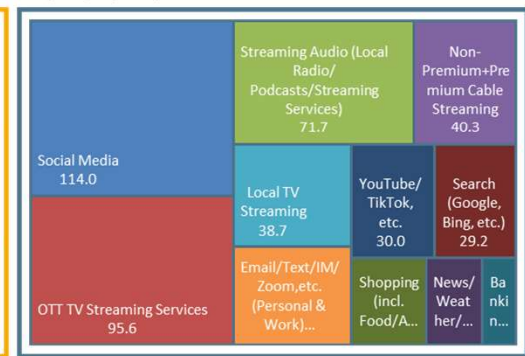 Social Media
114.0
OTT TV Streaming Services
95.6
Streaming Audio (Local
Radio/
Podcasts/Streaming
Services)
71.7
Non-
Premium+Pre
mium Cable
Streaming
40.3
Local TV
Streaming
38.7
YouTube/
TikTok,
etc.
30.0
Search
(Google,
Bing, etc.)
29.2
Email/Text/IM/
Zoom,etc.
(Personal &
Work)...
Shopping
(incl.
Food/A...
News/
Weat
her/...
Ba
nki
n...